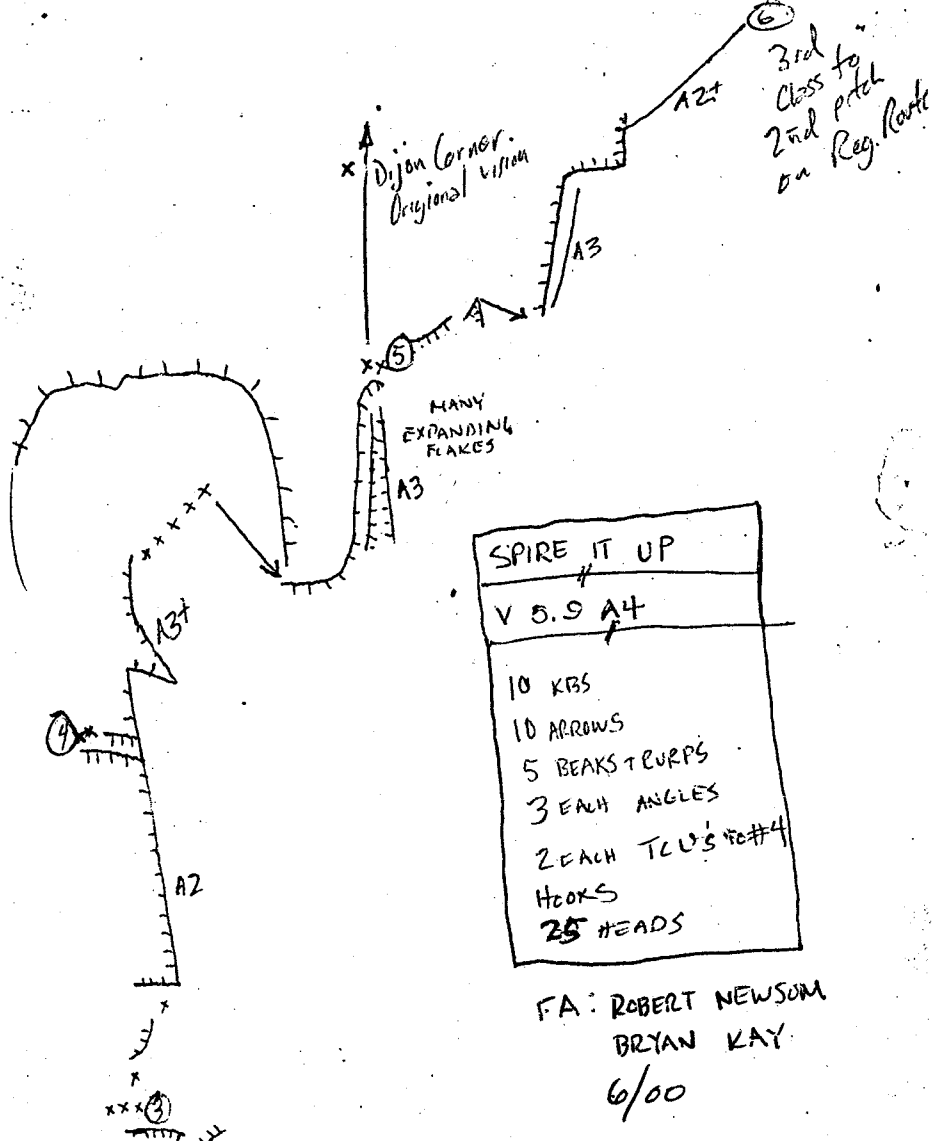 6
3rd
Class to
2nd pitch
on Reg. Route
A2+
Dijon Corner.
Origional vision
A3
5
MANY
EXPANDING
FLAKES
A3
A3+
4
A2
3
SPIRE IT UP
V 5.9 A4
10 KBS
10 ARROWS
5 BEAKS + RURPS
3 EACH ANGLES
2 EACH TCU'S TO #4
HOOKS
25 HEADS
FA: ROBERT NEWSOM
BRYAN KAY
6/00